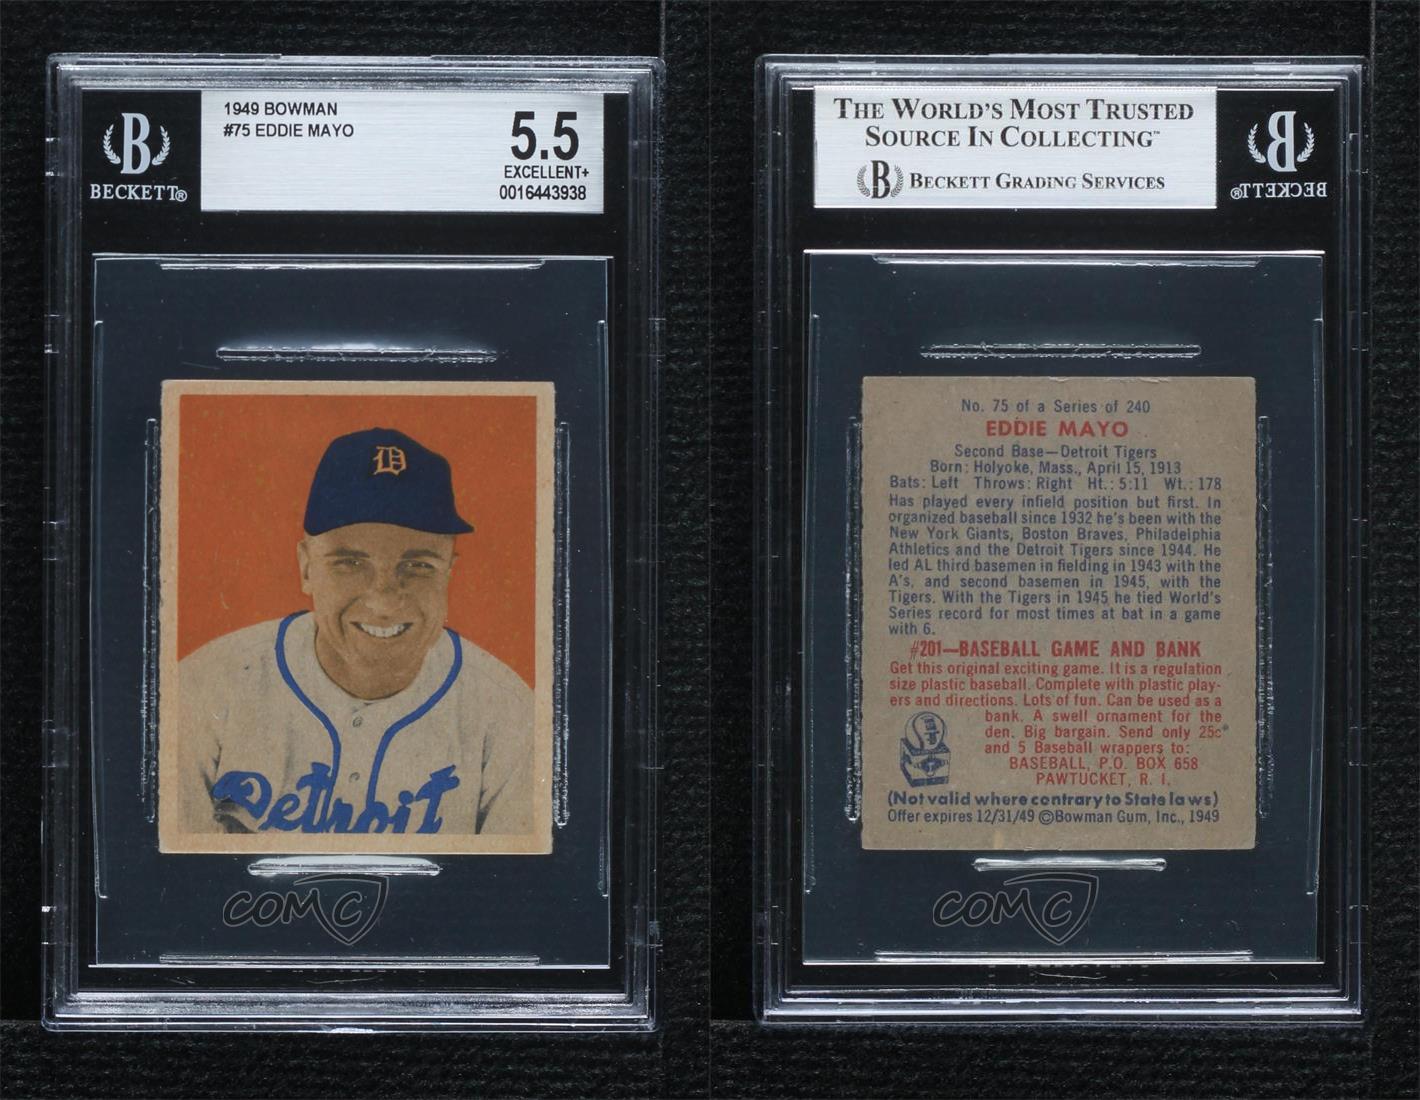 1949 BOWMAN
#75 EDDIE MAYO
5.5
EXCELLENT+
0016443938
B
BECKETT®
D
Detroit
COMC
THE WORLD'S MOST TRUSTED
SOURCE IN COLLECTING™
B BECKETT GRADING SERVICES
B
BECKETT®
No. 75 of a Series of 240
EDDIE MAYO
Second Base—Detroit Tigers
Born: Holyoke, Mass., April 15, 1913
Bats: Left Throws: Right Ht.: 5:11 Wt.: 178
Has played every infield position but first. In
organized baseball since 1932 he's been with the
New York Giants, Boston Braves, Philadelphia
Athletics and the Detroit Tigers since 1944. He
led AL third basemen in fielding in 1943 with the
A's, and second basemen in 1945, with the
Tigers. With the Tigers in 1945 he tied World's
Series record for most times at bat in a game
with 6.
#201—BASEBALL GAME AND BANK
Get this original exciting game. It is a regulation
size plastic baseball. Complete with plastic play-
ers and directions. Lots of fun. Can be used as a
bank. A swell ornament for the
den. Big bargain. Send only 25c
and 5 Baseball wrappers to:
BASEBALL, P.O. BOX 658
PAWTUCKET, R. I.
(Not valid where contrary to State laws)
Offer expires 12/31/49 ©Bowman Gum, Inc., 1949
COMC